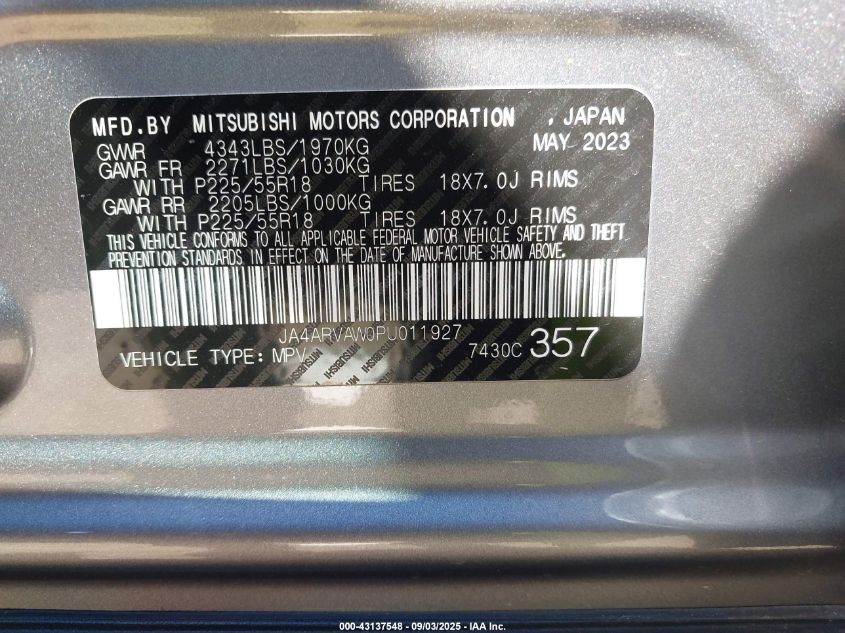 MFD.BY MITSUBISHI MOTORS CORPORATION . JAPAN
GVWR 4343LBS/1970KG MAY 2023
GAWR FR 2271LBS/1030KG
WITH P225/55R18 TIRES 18X7.0J RIMS
GAWR RR 2205LBS/1000KG
WITH P225/55R18 TIRES 18X7.0J RIMS
THIS VEHICLE CONFORMS TO ALL APPLICABLE FEDERAL MOTOR VEHICLE SAFETY AND THEFT
PREVENTION STANDARDS IN EFFECT ON THE DATE OF MANUFACTURE SHOWN ABOVE.
JA4ARVAW0PU011927
VEHICLE TYPE: MPV 7430C 357
000-43137548 - 09/03/2025 - IAA Inc.